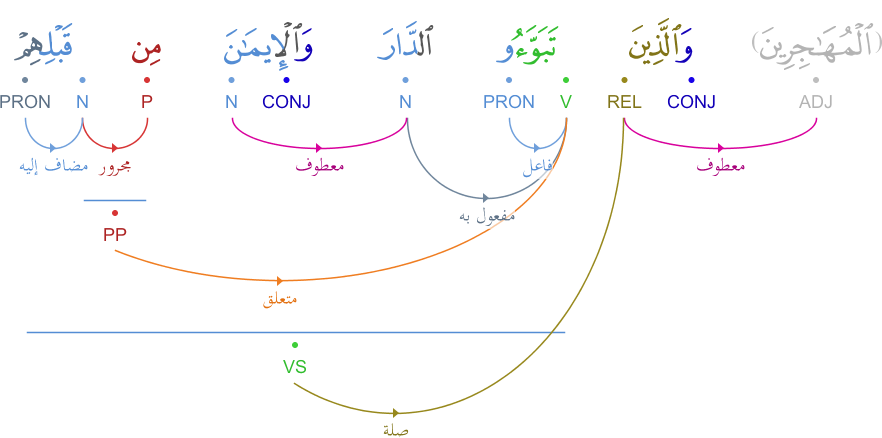 (ٱلْمُهَـٰجِرِينَ) وَٱلَّذِينَ تَبَوَّءُو ٱلدَّارَ وَٱلْإِيمَـٰنَ مِن قَبْلِهِمْ
ADJ CONJ REL V PRON N CONJ N P N PRON
معطوف فاعل معطوف مجرور مضاف إليه
مفعول به
PP
متعلق
VS
صلة